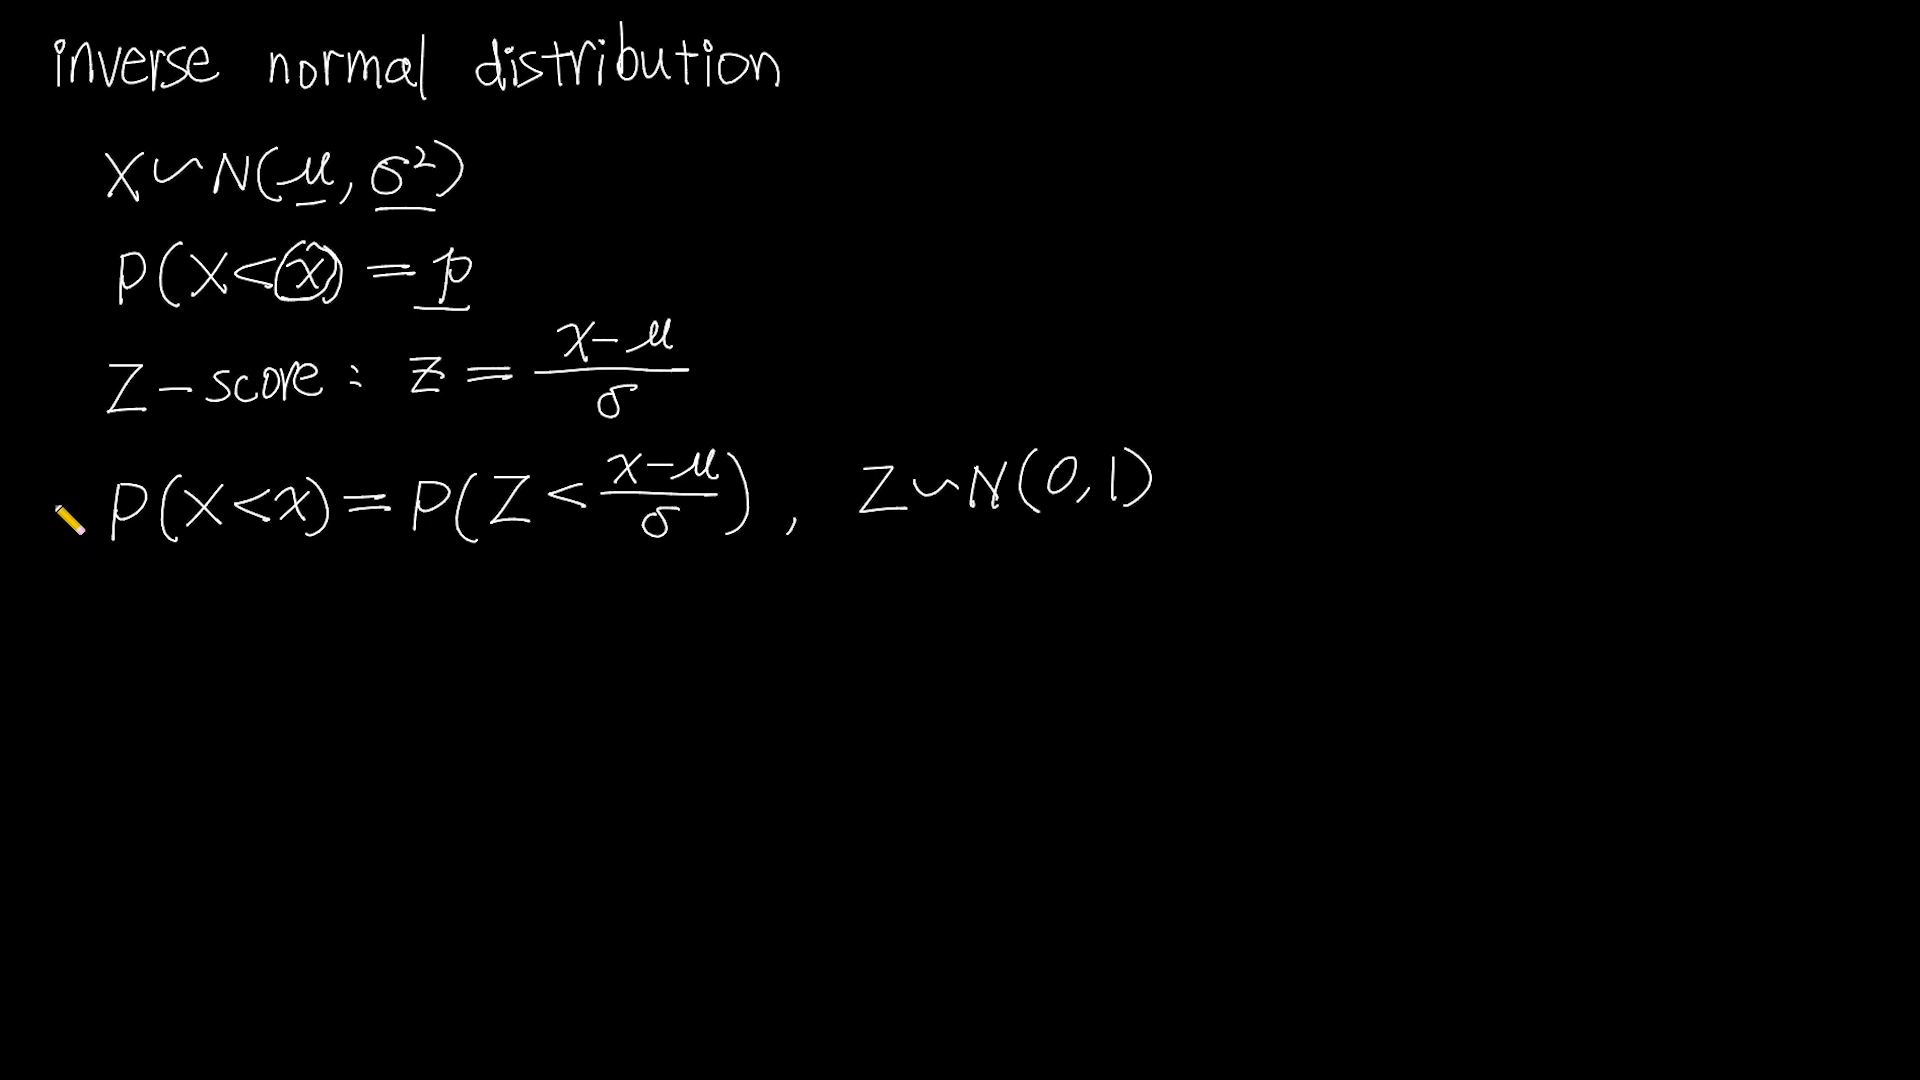 inverse normal distribution
X~N(μ, σ²)
P(X<x) = p
Z-score: z = (x-μ)/σ
P(X<x) = P(Z < (x-μ)/σ), Z~N(0,1)